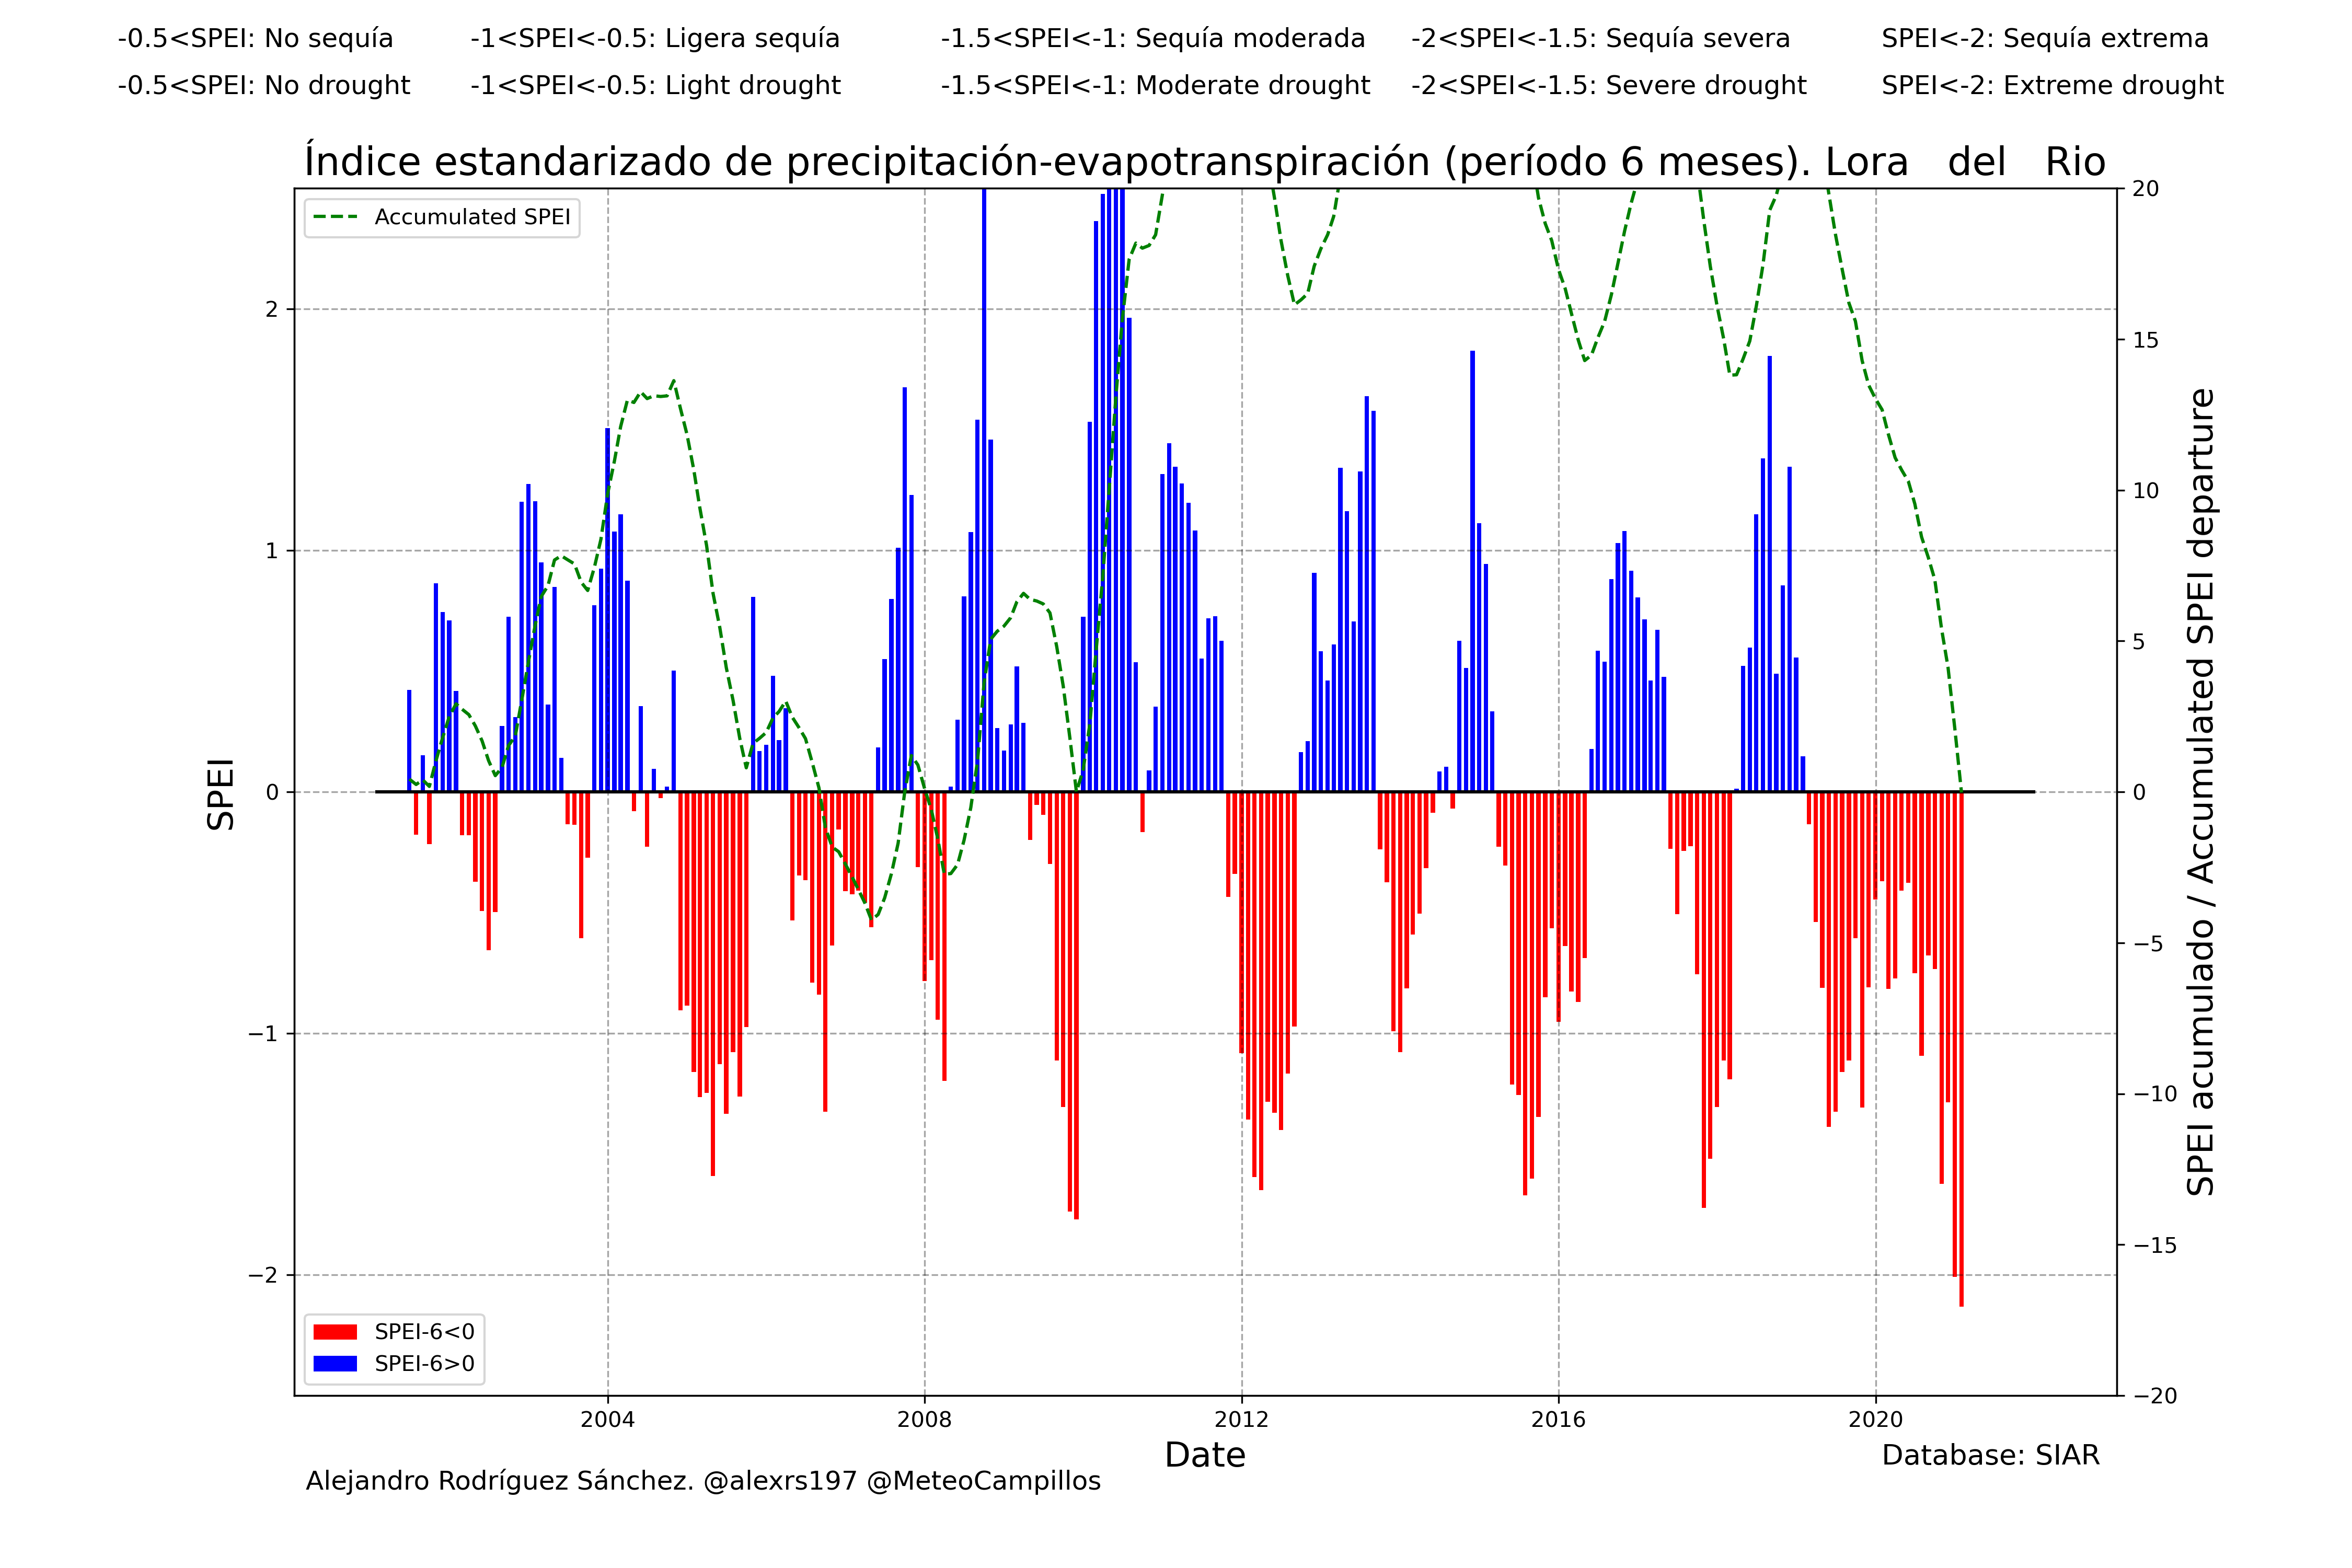 -0.5<SPEI: No sequía -1<SPEI<-0.5: Ligera sequía -1.5<SPEI<-1: Sequía moderada -2<SPEI<-1.5: Sequía severa SPEI<-2: Sequía extrema
-0.5<SPEI: No drought -1<SPEI<-0.5: Light drought -1.5<SPEI<-1: Moderate drought -2<SPEI<-1.5: Severe drought SPEI<-2: Extreme drought
Índice estandarizado de precipitación-evapotranspiración (período 6 meses). Lora del Rio
Accumulated SPEI
SPEI
2
1
0
−1
−2
20
15
10
5
0
−5
−10
−15
−20
SPEI acumulado / Accumulated SPEI departure
SPEI-6<0
SPEI-6>0
2004 2008 2012 2016 2020
Date
Database: SIAR
Alejandro Rodríguez Sánchez. @alexrs197 @MeteoCampillos